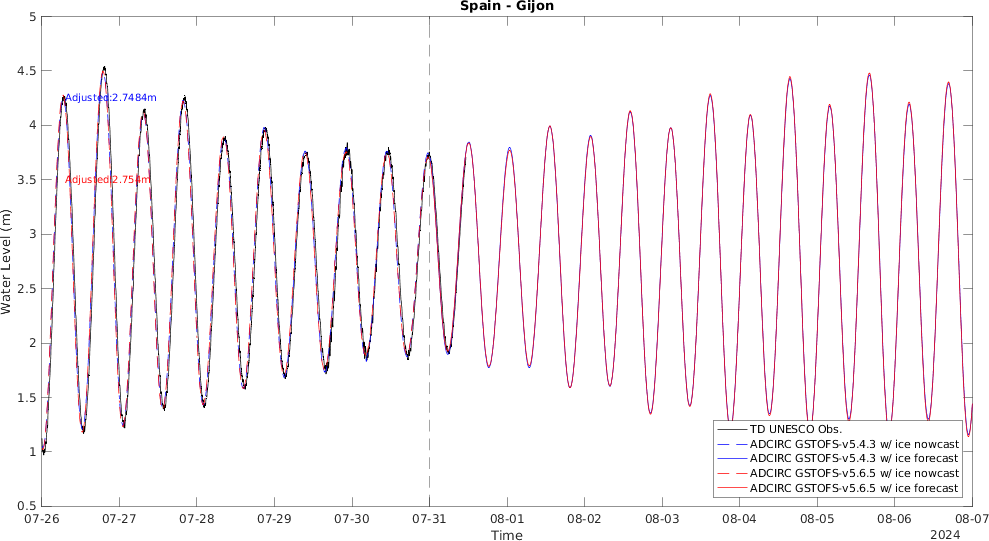 Spain - Gijon
5
4.5
4
3.5
3
2.5
2
1.5
1
0.5
Water Level (m)
Adjusted:2.7484m
Adjusted:2.754m
TD UNESCO Obs.
ADCIRC GSTOFS-v5.4.3 w/ ice nowcast
ADCIRC GSTOFS-v5.4.3 w/ ice forecast
ADCIRC GSTOFS-v5.6.5 w/ ice nowcast
ADCIRC GSTOFS-v5.6.5 w/ ice forecast
07-26 07-27 07-28 07-29 07-30 07-31 08-01 08-02 08-03 08-04 08-05 08-06 08-07
Time
2024